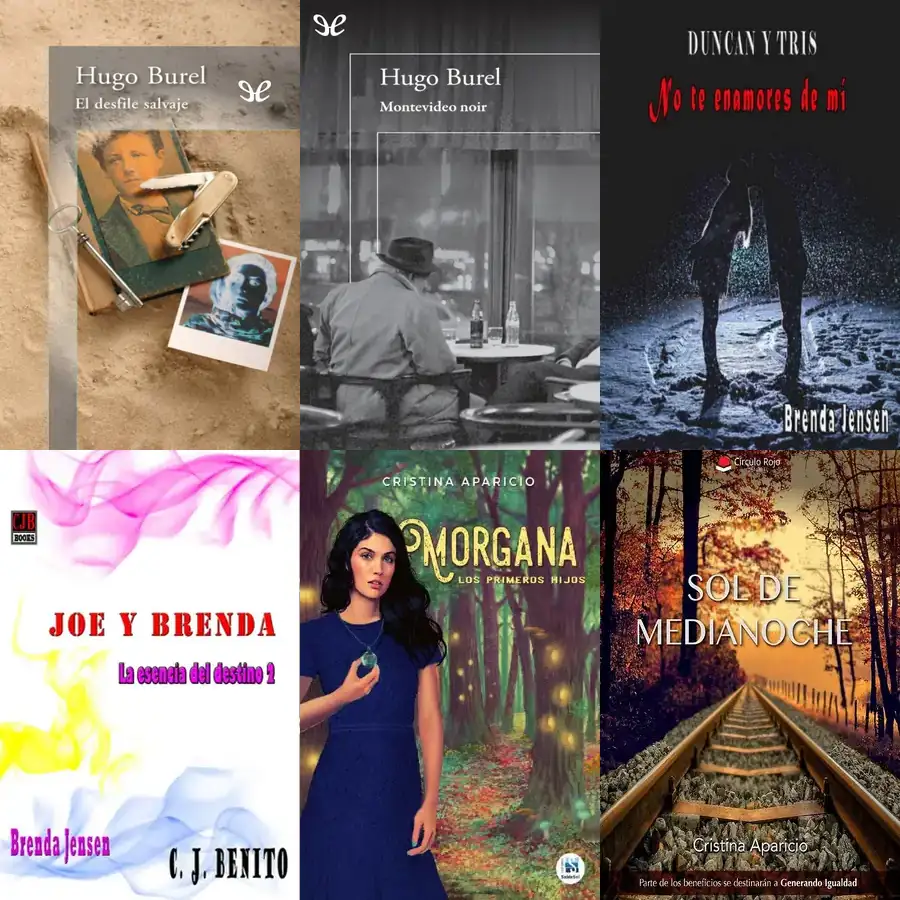 Hugo Burel
El desfile salvaje
Hugo Burel
Montevideo noir
DUNCAN Y TRIS
No te enamores de mí
Brenda Jensen
CJB
BOOKS
JOE Y BRENDA
La esencia del destino 2
Brenda Jensen
C. J. BENITO
CRISTINA APARICIO
MORGANA
LOS PRIMEROS HIJOS
Círculo Rojo
SOL DE
MEDIANOCHE
Cristina Aparicio
Parte de los beneficios se destinarán a Generando Igualdad